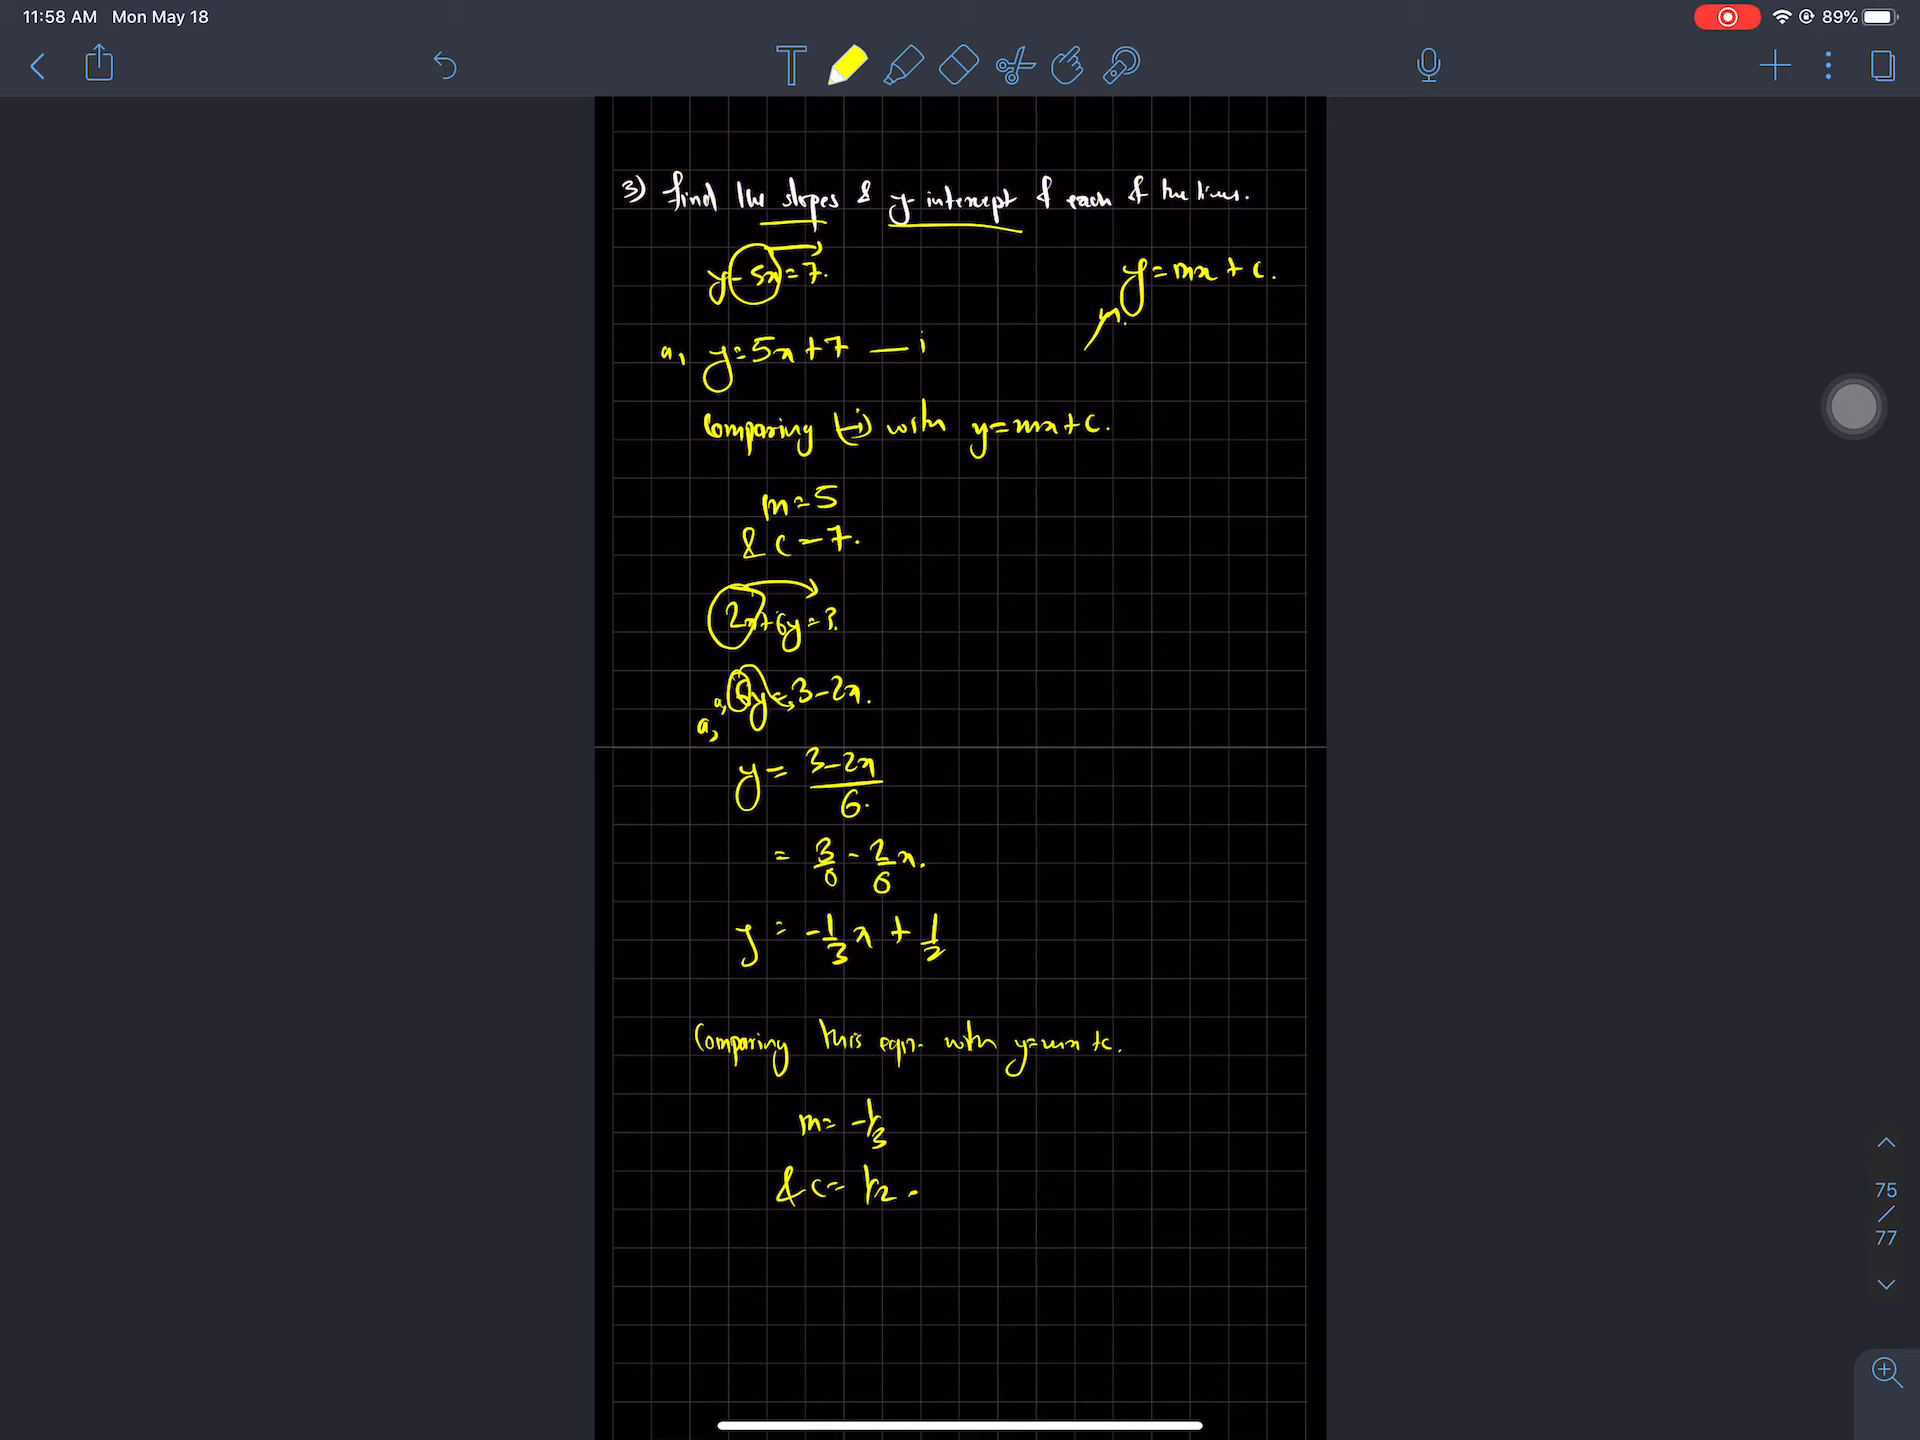 11:58 AM Mon May 18
89%
3) find the slopes & y-intercept of each of the lines.
y-5x=7.
y=mx+c.
a, y=5x+7 — i
Comparing (i) with y=mx+c.
m=5
& c=7.
2x+6y=3.
a, 6y=3-2x.
a,
y= 3-2x/6.
= 3/6 - 2/6 x.
y = -1/3 x + 1/2
Comparing this eqn. with y=mx+c.
m= -1/3
& c= 1/2.
75
/
77